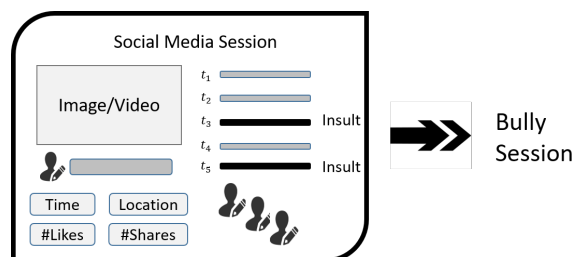 Social Media Session
Image/Video
t₁
t₂
t₃ Insult
t₄
t₅ Insult
Time Location
#Likes #Shares
Bully
Session